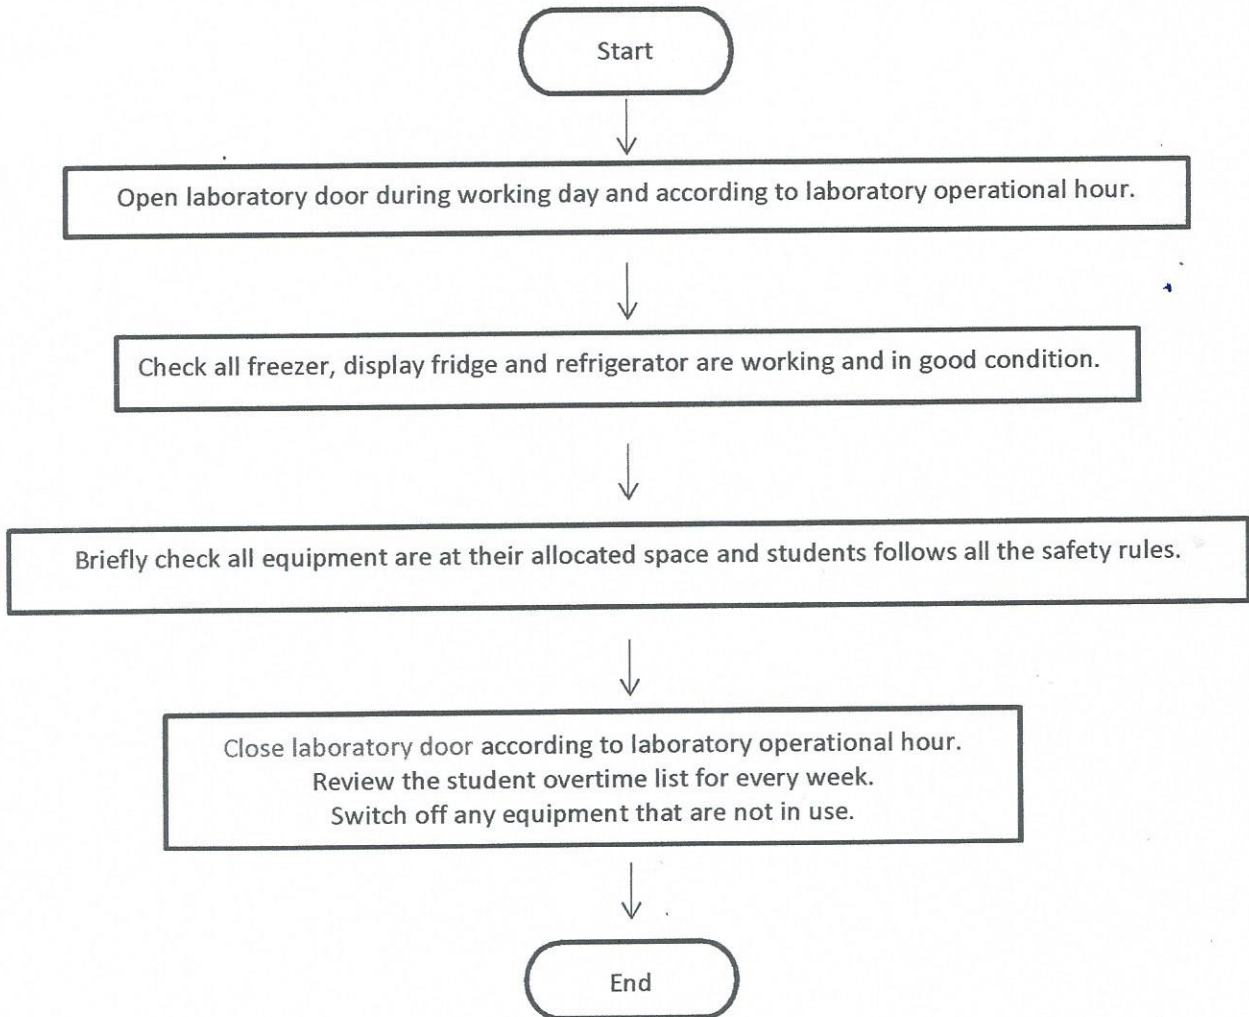 Start
Open laboratory door during working day and according to laboratory operational hour.
Check all freezer, display fridge and refrigerator are working and in good condition.
Briefly check all equipment are at their allocated space and students follows all the safety rules.
Close laboratory door according to laboratory operational hour.
Review the student overtime list for every week.
Switch off any equipment that are not in use.
End